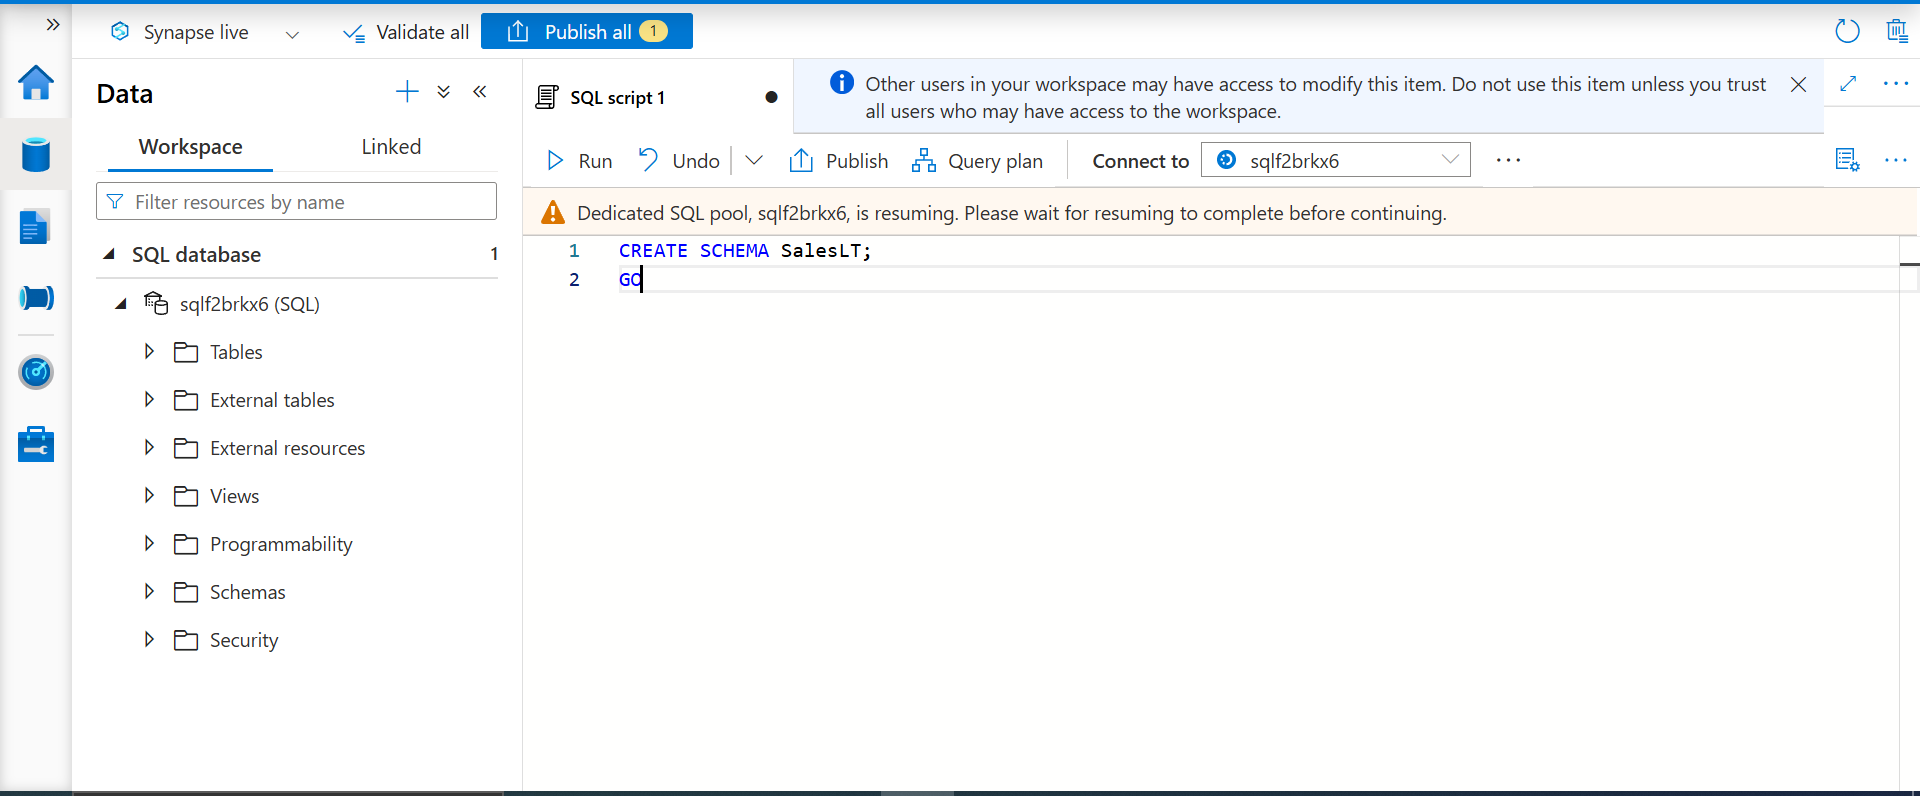 Synapse live
Validate all
Publish all 1
Data
Workspace
Linked
Filter resources by name
SQL database 1
sqlf2brkx6 (SQL)
Tables
External tables
External resources
Views
Programmability
Schemas
Security
SQL script 1
Other users in your workspace may have access to modify this item. Do not use this item unless you trust
all users who may have access to the workspace.
Run
Undo
Publish
Query plan
Connect to
sqlf2brkx6
Dedicated SQL pool, sqlf2brkx6, is resuming. Please wait for resuming to complete before continuing.
1 CREATE SCHEMA SalesLT;
2 GO